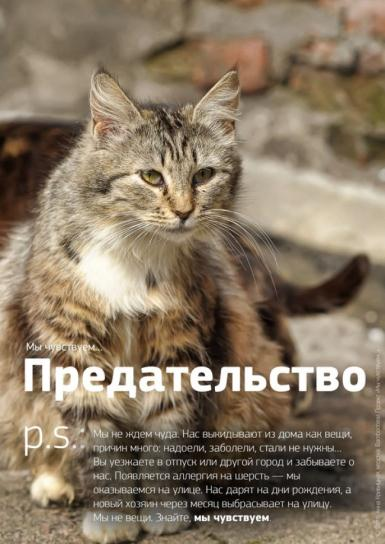 Мы чувствуем...
Предательство
p.s.: Мы не ждем чуда. Нас выкидывают из дома как вещи,
причин много: надоели, заболели, стали не нужны...
Вы уезжаете в отпуск или другой город и забываете о
нас. Появляется аллергия на шерсть — мы
оказываемся на улице. Нас дарят на дни рождения, а
новый хозяин через месяц выбрасывает на улицу.
Мы не вещи. Знайте, мы чувствуем.